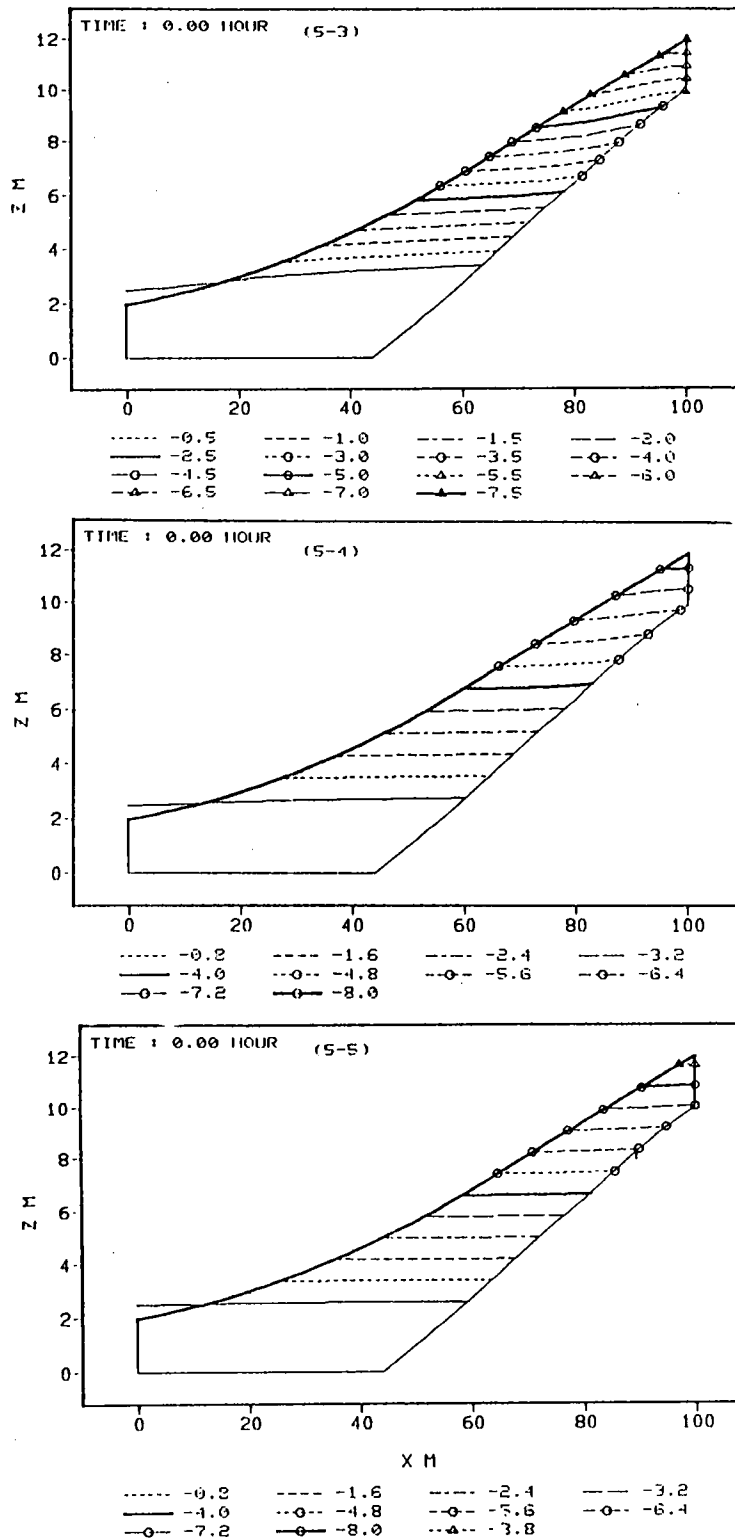 TIME : 0.00 HOUR (5-3)
12
10
8
6
4
2
0
Z M
0 20 40 60 80 100
-0.5 -1.0 -1.5 -2.0
-2.5 -3.0 -3.5 -4.0
-4.5 -5.0 -5.5 -6.0
-6.5 -7.0 -7.5
TIME : 0.00 HOUR (5-4)
12
10
8
6
4
2
0
Z M
0 20 40 60 80 100
-0.8 -1.6 -2.4 -3.2
-4.0 -4.8 -5.6 -6.4
-7.2 -8.0
TIME : 0.00 HOUR (5-5)
12
10
8
6
4
2
0
Z M
0 20 40 60 80 100
X M
-0.8 -1.6 -2.4 -3.2
-4.0 -4.8 -5.6 -6.4
-7.2 -8.0 -8.8